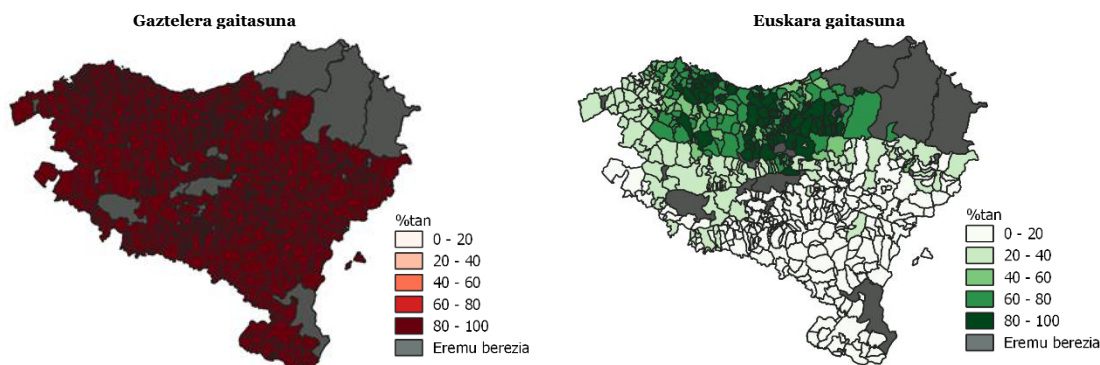 Gaztelera gaitasuna
%tan
0 - 20
20 - 40
40 - 60
60 - 80
80 - 100
Eremu berezia
Euskara gaitasuna
%tan
0 - 20
20 - 40
40 - 60
60 - 80
80 - 100
Eremu berezia